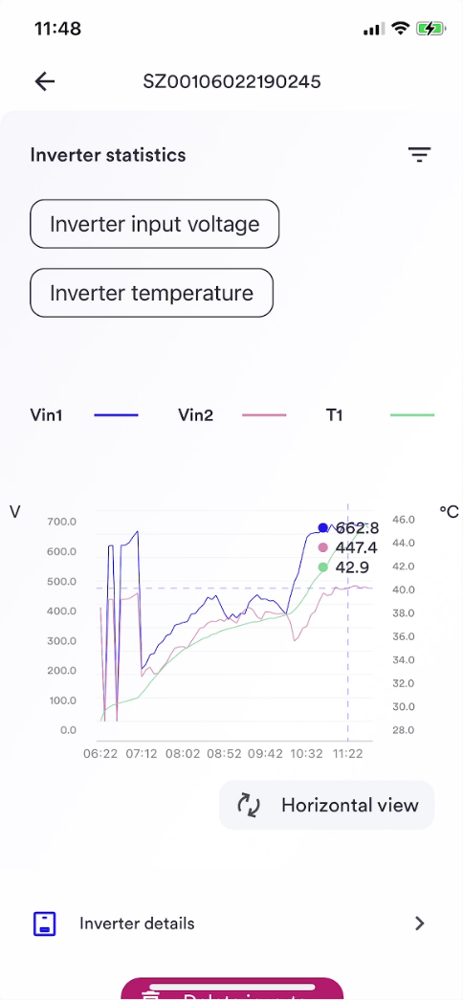 11:48
SZ00106022190245
Inverter statistics
Inverter input voltage
Inverter temperature
Vin1 Vin2 T1
V °C
700.0 46.0
662.8
600.0 44.0
447.4
42.9
500.0 42.0
400.0 40.0
300.0 38.0
200.0 36.0
100.0 34.0
0.0 32.0
30.0
28.0
06:22 07:12 08:02 08:52 09:42 10:32 11:22
Horizontal view
Inverter details